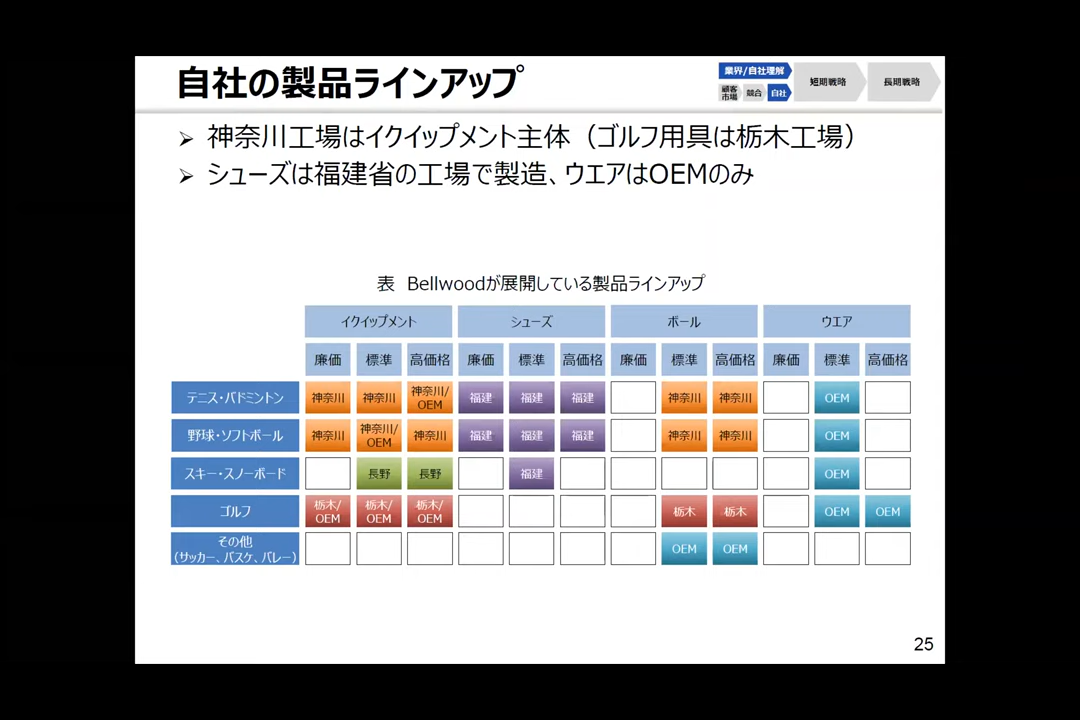 自社の製品ラインアップ
業界/自社理解
短期戦略
長期戦略
顧客
市場
競合
自社
➢ 神奈川工場はイクイップメント主体（ゴルフ用具は栃木工場）
➢ シューズは福建省の工場で製造、ウエアはOEMのみ
表　Bellwoodが展開している製品ラインアップ
イクイップメント シューズ ボール ウエア
廉価 標準 高価格 廉価 標準 高価格 廉価 標準 高価格 廉価 標準 高価格
テニス・バドミントン 神奈川 神奈川 神奈川/OEM 福建 福建 福建 神奈川 神奈川 OEM
野球・ソフトボール 神奈川 神奈川/OEM 神奈川 福建 福建 福建 神奈川 神奈川 OEM
スキー・スノーボード 長野 長野 福建 OEM
ゴルフ 栃木/OEM 栃木/OEM 栃木/OEM 栃木 栃木 OEM OEM
その他
（サッカー、バスケ、バレー） OEM OEM
25